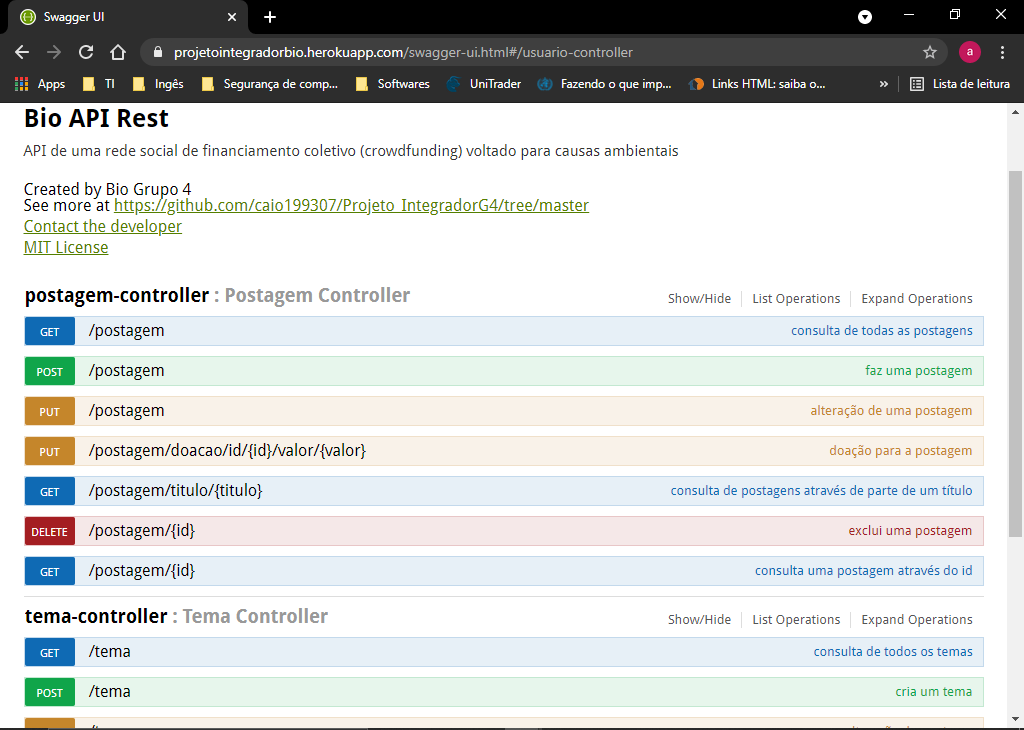 Swagger UI
projetointegradorbio.herokuapp.com/swagger-ui.html#/usuario-controller
a
Apps TI Ingês Segurança de comp... Softwares UniTrader Fazendo o que imp... Links HTML: saiba o... » Lista de leitura
Bio API Rest
API de uma rede social de financiamento coletivo (crowdfunding) voltado para causas ambientais
Created by Bio Grupo 4
See more at https://github.com/caio199307/Projeto_IntegradorG4/tree/master
Contact the developer
MIT License
postagem-controller : Postagem Controller Show/Hide List Operations Expand Operations
GET /postagem consulta de todas as postagens
POST /postagem faz uma postagem
PUT /postagem alteração de uma postagem
PUT /postagem/doacao/id/{id}/valor/{valor} doação para a postagem
GET /postagem/titulo/{titulo} consulta de postagens através de parte de um título
DELETE /postagem/{id} exclui uma postagem
GET /postagem/{id} consulta uma postagem através do id
tema-controller : Tema Controller Show/Hide List Operations Expand Operations
GET /tema consulta de todos os temas
POST /tema cria um tema